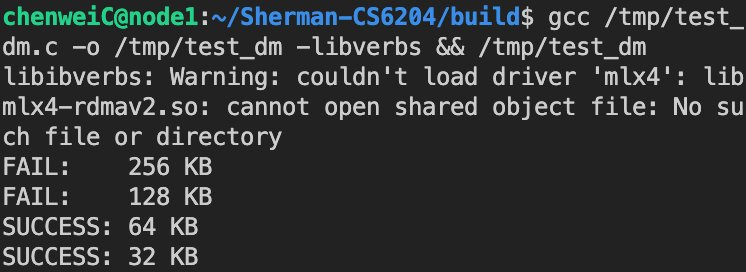 chenweiC@node1:~/Sherman-CS6204/build$ gcc /tmp/test_
dm.c -o /tmp/test_dm -libverbs && /tmp/test_dm
libibverbs: Warning: couldn't load driver 'mlx4': lib
mlx4-rdmav2.so: cannot open shared object file: No su
ch file or directory
FAIL:    256 KB
FAIL:    128 KB
SUCCESS: 64 KB
SUCCESS: 32 KB